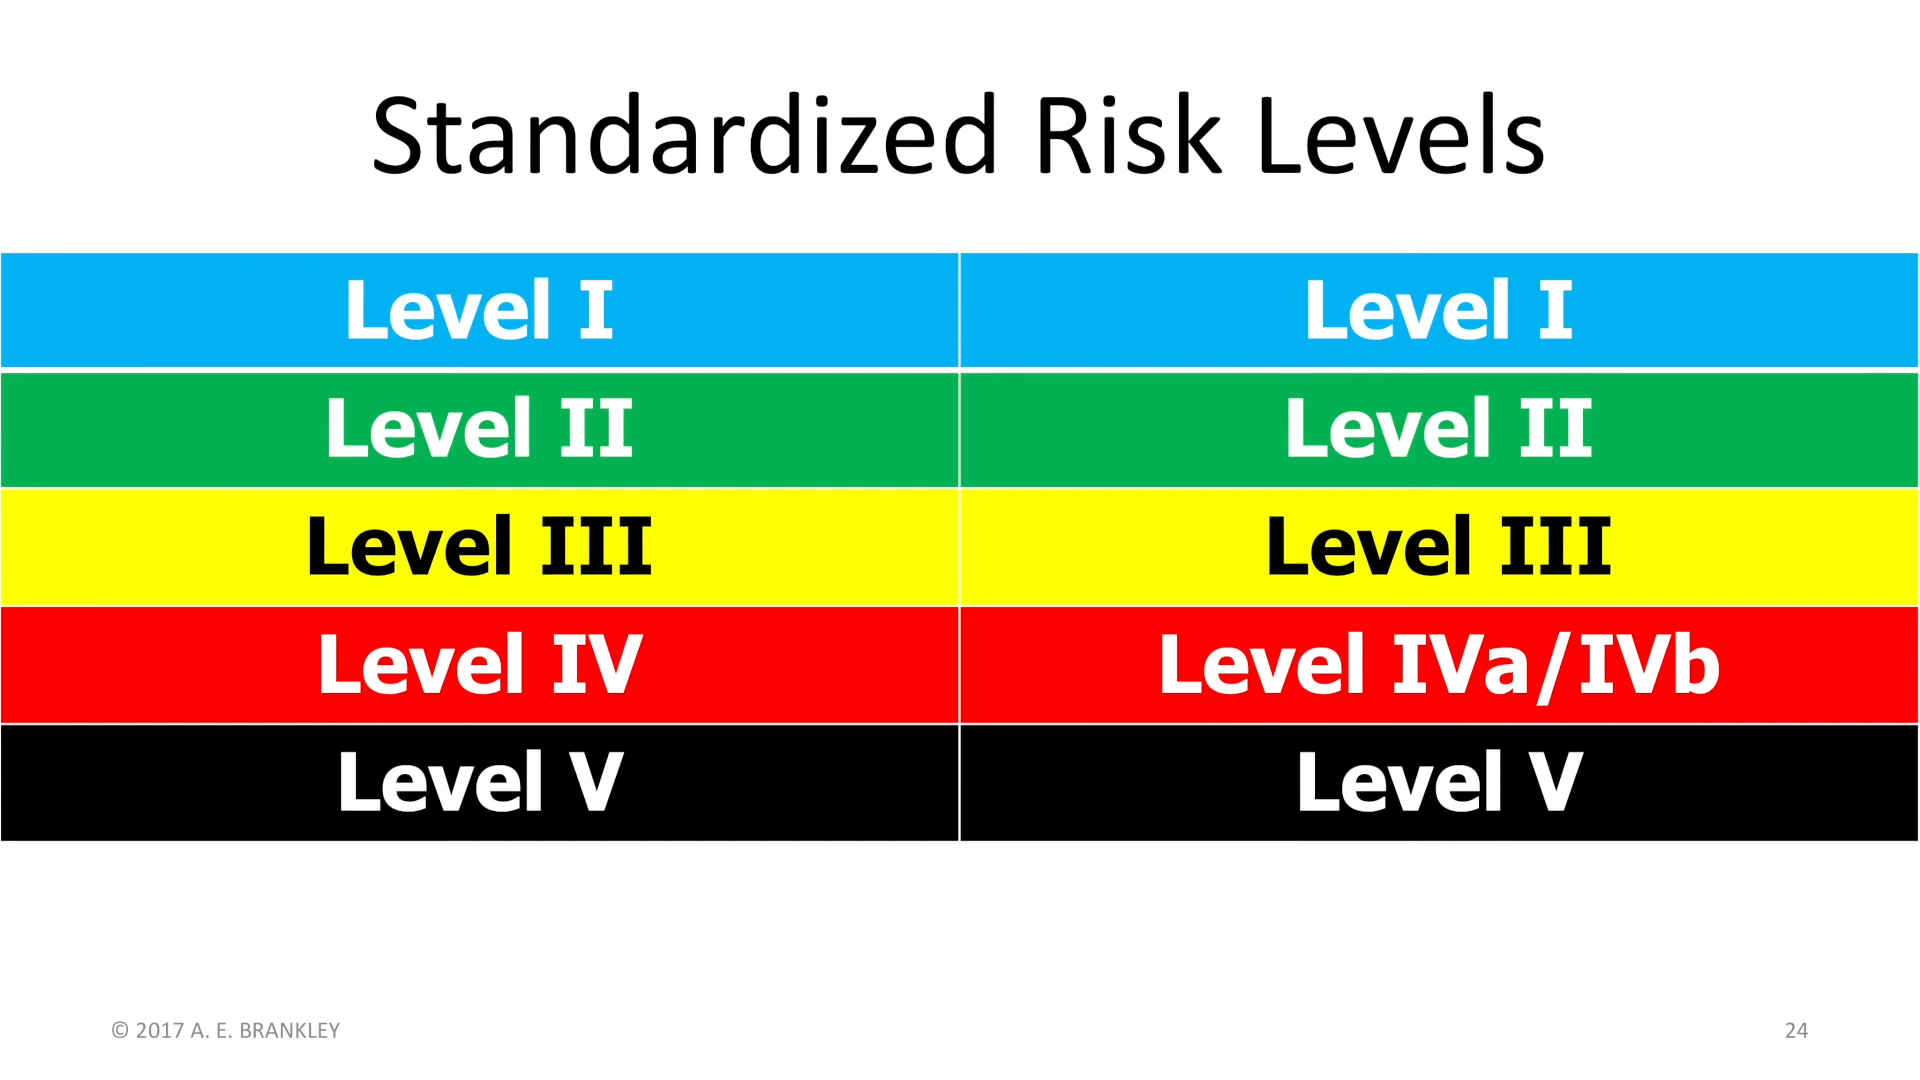 Standardized Risk Levels
Level I Level I
Level II Level II
Level III Level III
Level IV Level IVa/IVb
Level V Level V
© 2017 A. E. BRANKLEY 24